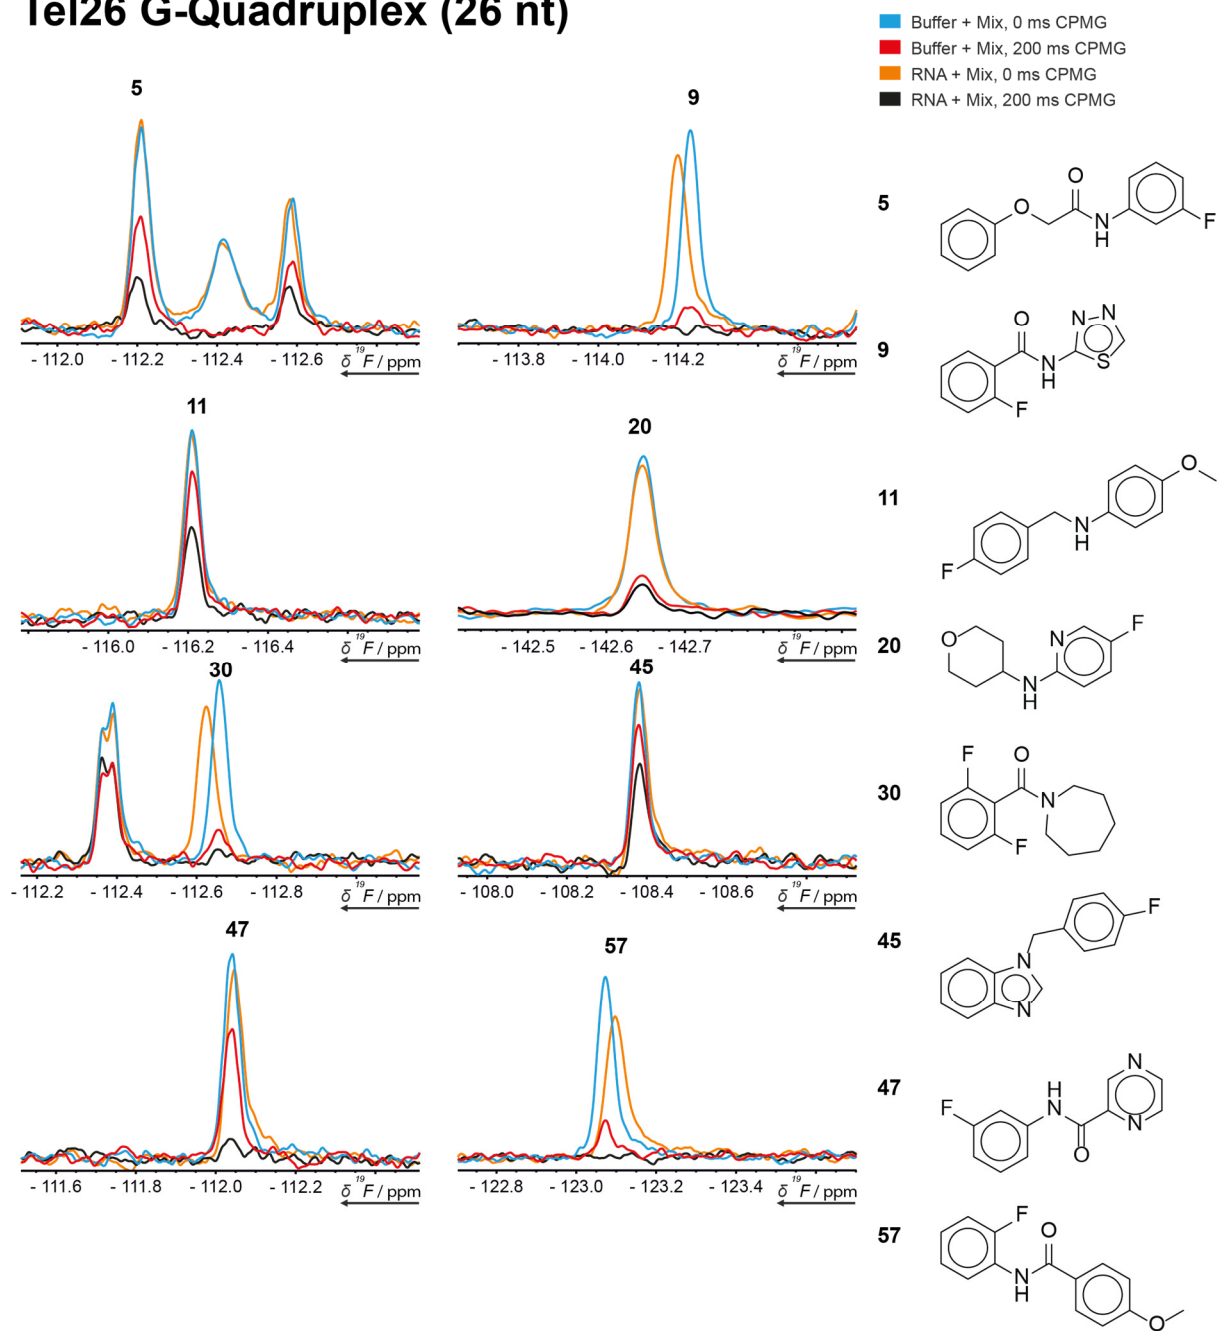 Tel26 G-Quadruplex (26 nt)
Buffer + Mix, 0 ms CPMG
Buffer + Mix, 200 ms CPMG
RNA + Mix, 0 ms CPMG
RNA + Mix, 200 ms CPMG
5
- 112.0 - 112.2 - 112.4 - 112.6 δ ¹⁹F / ppm
9
- 113.8 - 114.0 - 114.2 δ ¹⁹F / ppm
11
- 116.0 - 116.2 - 116.4 δ ¹⁹F / ppm
20
- 142.5 - 142.6 - 142.7 δ ¹⁹F / ppm
30
- 112.2 - 112.4 - 112.6 - 112.8 δ ¹⁹F / ppm
45
- 108.0 - 108.2 - 108.4 - 108.6 δ ¹⁹F / ppm
47
- 111.6 - 111.8 - 112.0 - 112.2 δ ¹⁹F / ppm
57
- 122.8 - 123.0 - 123.2 - 123.4 δ ¹⁹F / ppm
5
O O N H F
9
O N H N N S F
11
F N H O
20
O N H N F
30
F O N F
45
F N N
47
F H N O N N
57
F O N H O